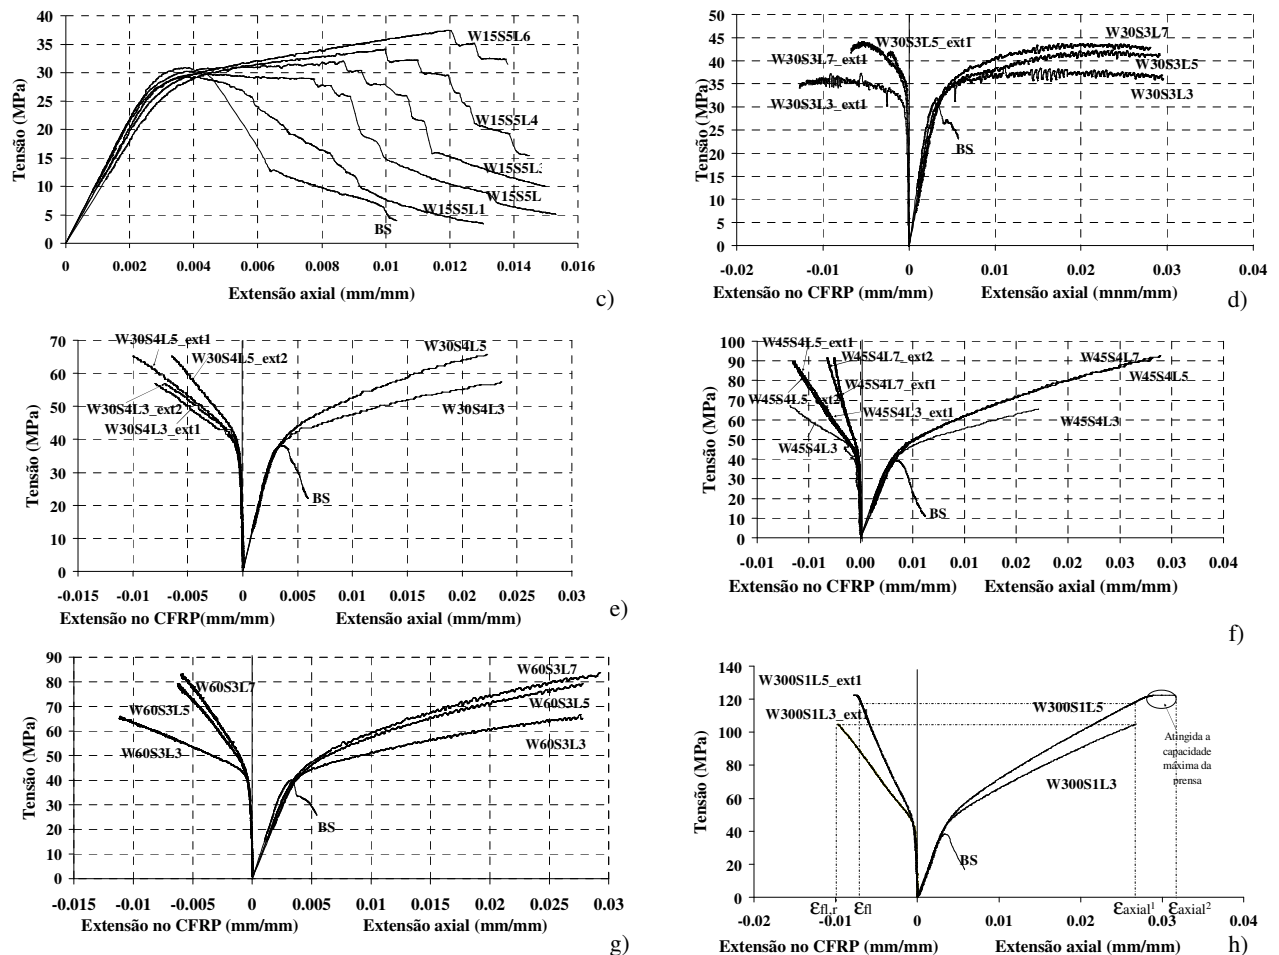 40
35
30
25
20
15
10
5
0
Tensão (MPa)
W15S5L6
W15S5L4
W15S5L3
W15S5L
W15S5L1
BS
0 0.002 0.004 0.006 0.008 0.01 0.012 0.014 0.016
Extensão axial (mm/mm)
c)
50
45
40
35
30
25
20
15
10
5
0
Tensão (MPa)
W30S3L5_ext1
W30S3L7_ext1
W30S3L3_ext1
W30S3L7
W30S3L5
W30S3L3
BS
-0.02 -0.01 0 0.01 0.02 0.03 0.04
Extensão no CFRP (mm/mm) Extensão axial (mnm/mm)
d)
70
60
50
40
30
20
10
0
Tensão (MPa)
W30S4L5_ext1
W30S4L5_ext2
W30S4L3_ext2
W30S4L3_ext1
W30S4L5
W30S4L3
BS
-0.015 -0.01 -0.005 0 0.005 0.01 0.015 0.02 0.025 0.03
Extensão no CFRP(mm/mm) Extensão axial (mm/mm)
e)
100
90
80
70
60
50
40
30
20
10
0
Tensão (MPa)
W45S4L5_ext1
W45S4L7_ext2
W45S4L7_ext1
W45S4L5_ext2
W45S4L3_ext1
W45S4L3
W45S4L7
W45S4L5
W45S4L3
BS
-0.01 -0.01 0.00 0.01 0.01 0.02 0.02 0.03 0.03 0.04
Extensão no CFRP (mm/mm) Extensão axial (mm/mm)
f)
90
80
70
60
50
40
30
20
10
0
Tensão (MPa)
W60S3L7
W60S3L5
W60S3L3
W60S3L7
W60S3L5
W60S3L3
BS
-0.015 -0.01 -0.005 0 0.005 0.01 0.015 0.02 0.025 0.03
Extensão no CFRP (mm/mm) Extensão axial (mm/mm)
g)
140
120
100
80
60
40
20
0
Tensão (MPa)
W300S1L5_ext1
W300S1L3_ext1
W300S1L5
Atingida a
capacidade
máxima da
prensa
W300S1L3
BS
εfl,r εfl εaxial¹ εaxial²
-0.02 -0.01 0 0.01 0.02 0.03 0.04
Extensão no CFRP (mm/mm) Extensão axial (mm/mm)
h)